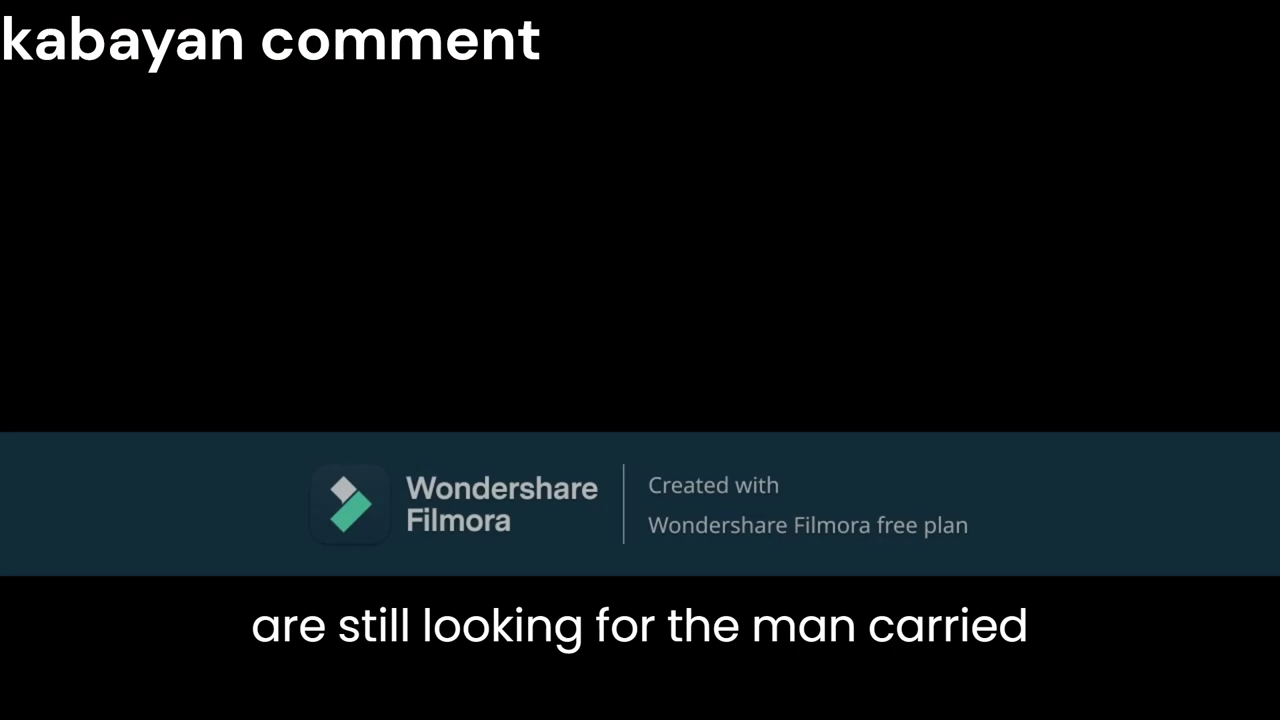 kabayan comment
Wondershare
Filmora
Created with
Wondershare Filmora free plan
are still looking for the man carried